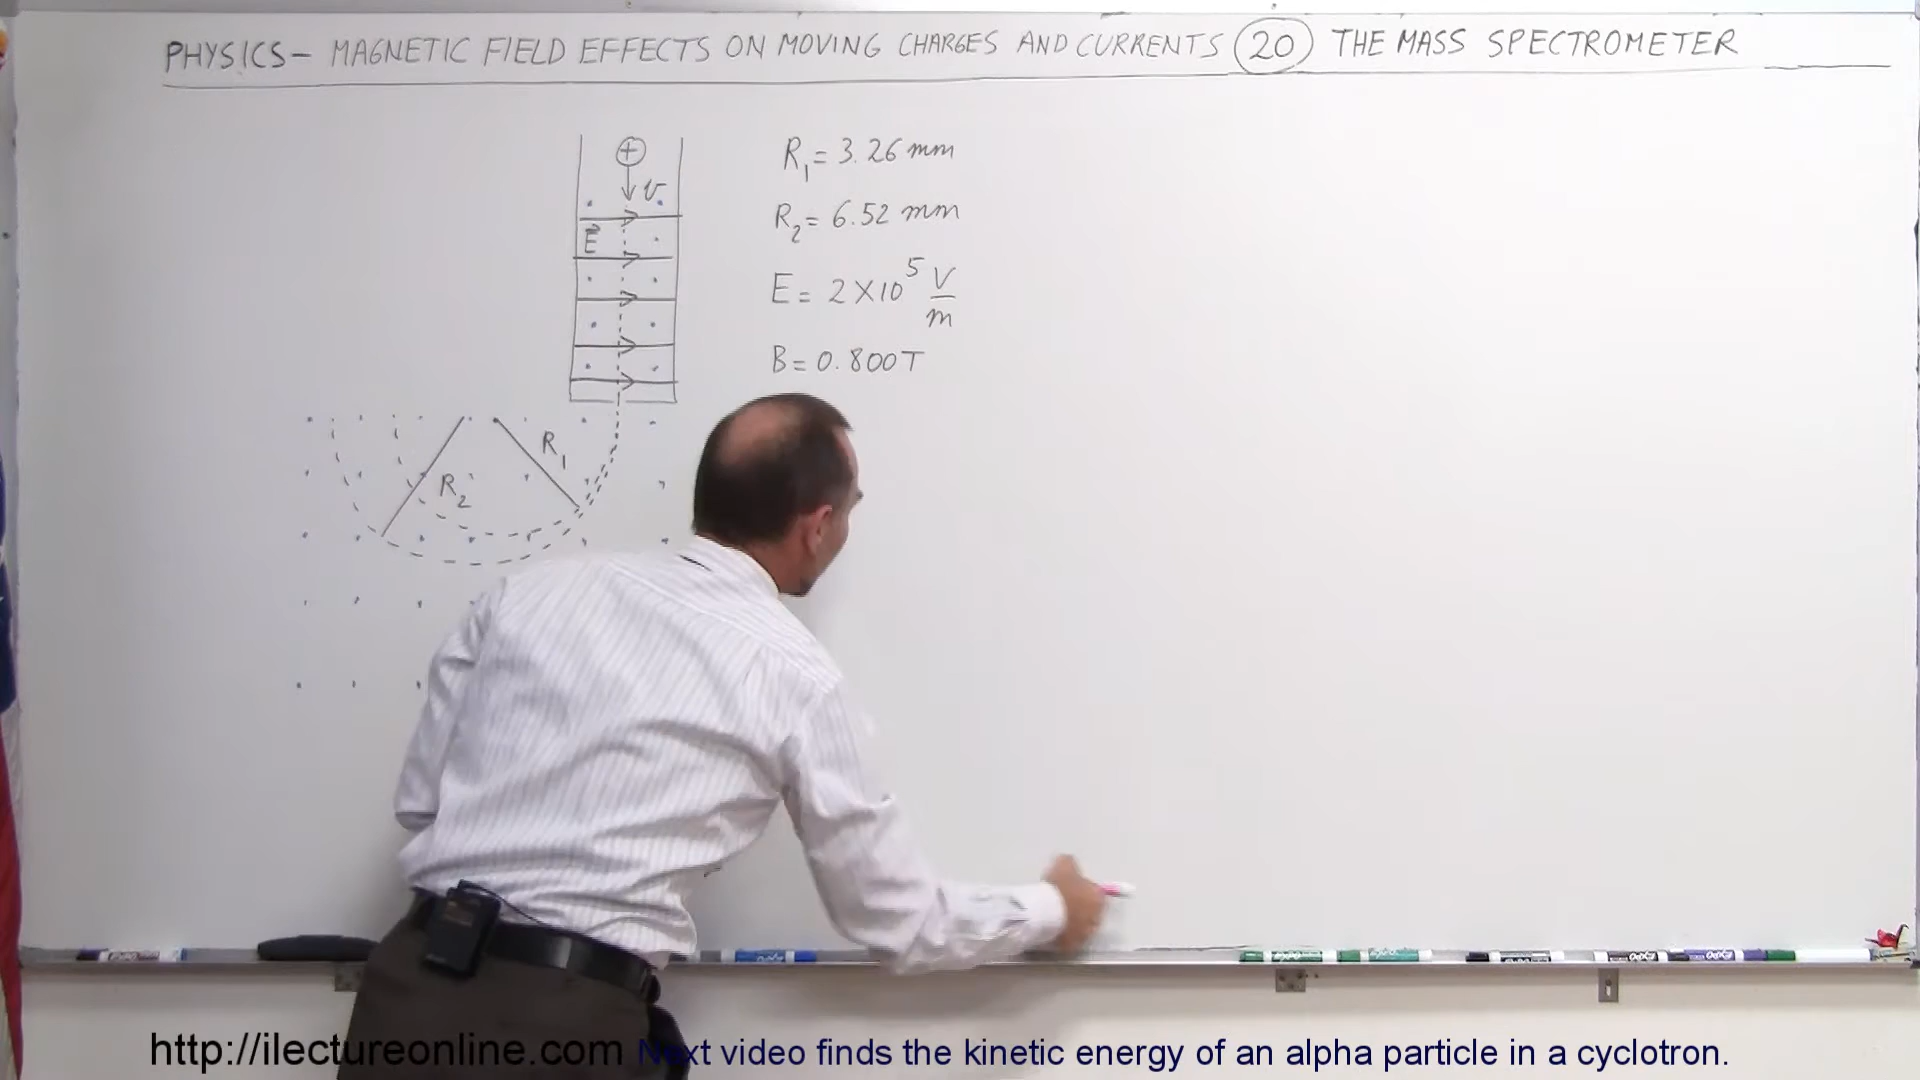 PHYSICS- MAGNETIC FIELD EFFECTS ON MOVING CHARGES AND CURRENTS 20 THE MASS SPECTROMETER
+
v
E
R1 = 3.26 mm
R2 = 6.52 mm
E = 2 X 10^5 V/m
B = 0.800 T
R1
R2
http://ilectureonline.com Next video finds the kinetic energy of an alpha particle in a cyclotron.